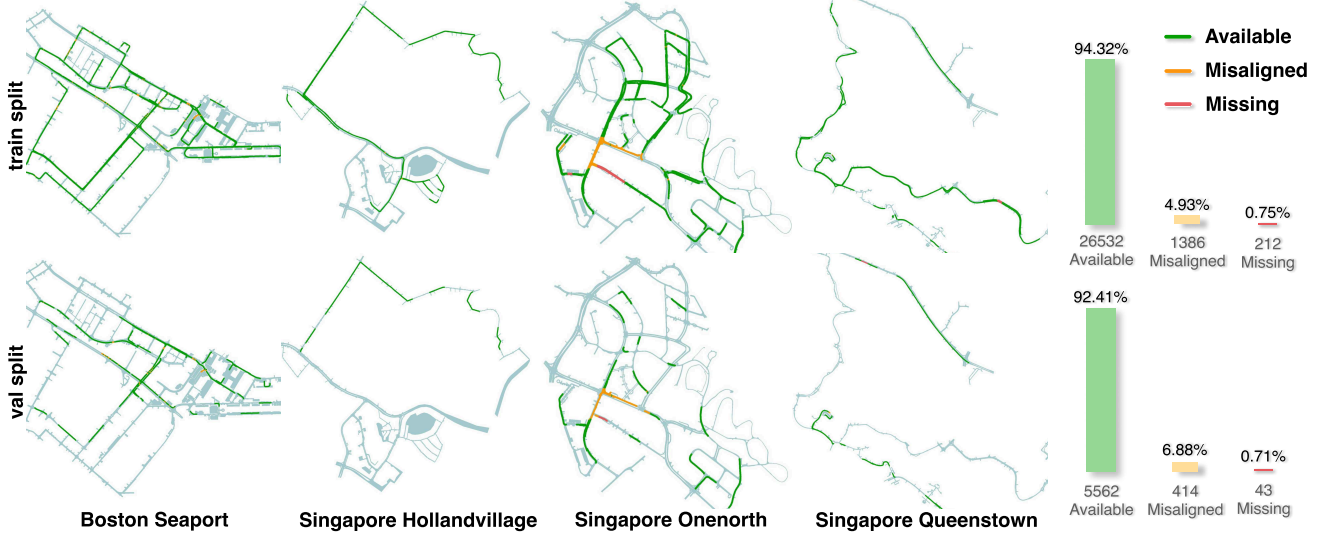 train split
94.32%
Available
Misaligned
Missing
4.93%
0.75%
26532
Available
1386
Misaligned
212
Missing
val split
92.41%
6.88%
0.71%
5562
Available
414
Misaligned
43
Missing
Boston Seaport
Singapore Hollandvillage
Singapore Onenorth
Singapore Queenstown